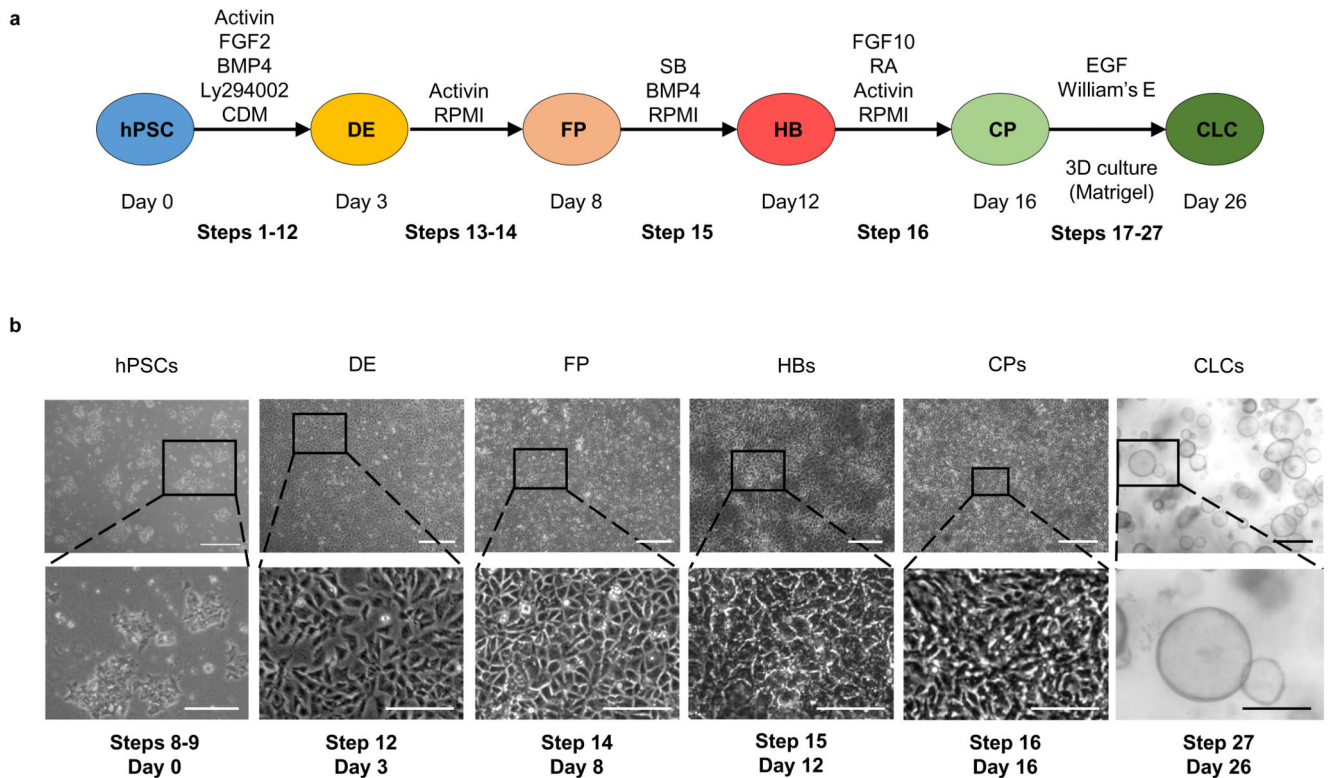 a
Activin
FGF2
BMP4
Ly294002
CDM
Activin
RPMI
SB
BMP4
RPMI
FGF10
RA
Activin
RPMI
EGF
William's E
hPSC
DE
FP
HB
CP
CLC
3D culture
(Matrigel)
Day 0
Day 3
Day 8
Day12
Day 16
Day 26
Steps 1-12
Steps 13-14
Step 15
Step 16
Steps 17-27
b
hPSCs
DE
FP
HBs
CPs
CLCs
Steps 8-9
Day 0
Step 12
Day 3
Step 14
Day 8
Step 15
Day 12
Step 16
Day 16
Step 27
Day 26